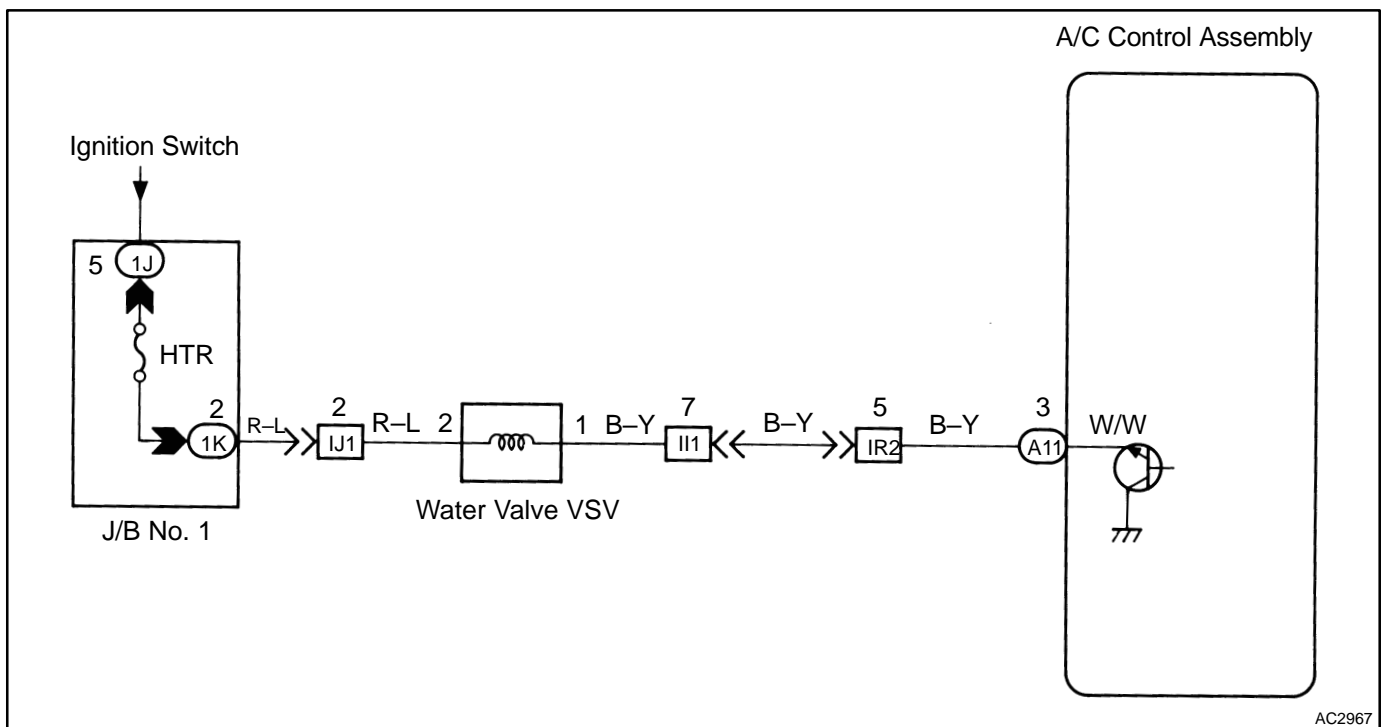 A/C Control Assembly
Ignition Switch
5 1J
HTR
2 2 7 5 3
1K R–L IJ1 R–L 2 1 B–Y II1 B–Y IR2 B–Y A11 W/W
Water Valve VSV
J/B No. 1
AC2967